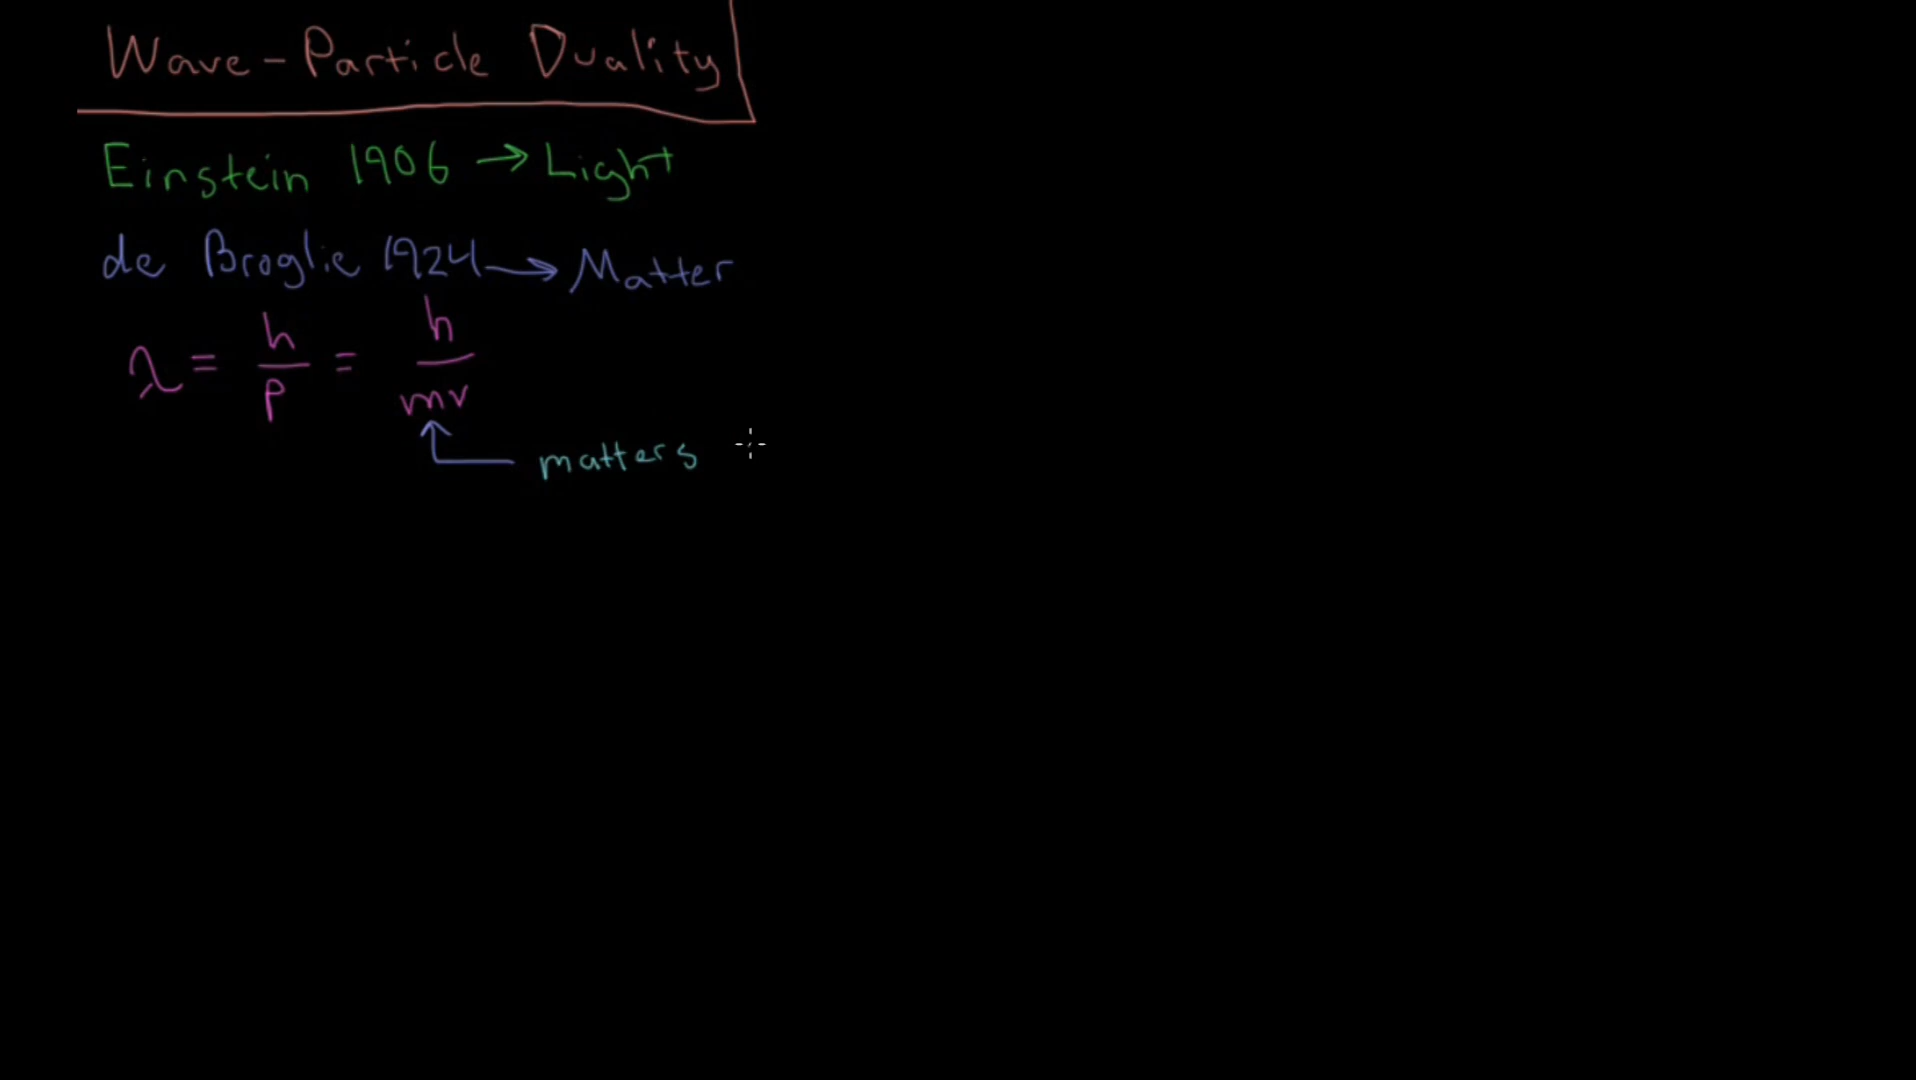 Wave-Particle Duality
Einstein 1906 → Light
de Broglie 1924 → Matter
λ = h/p = h/mv
matters